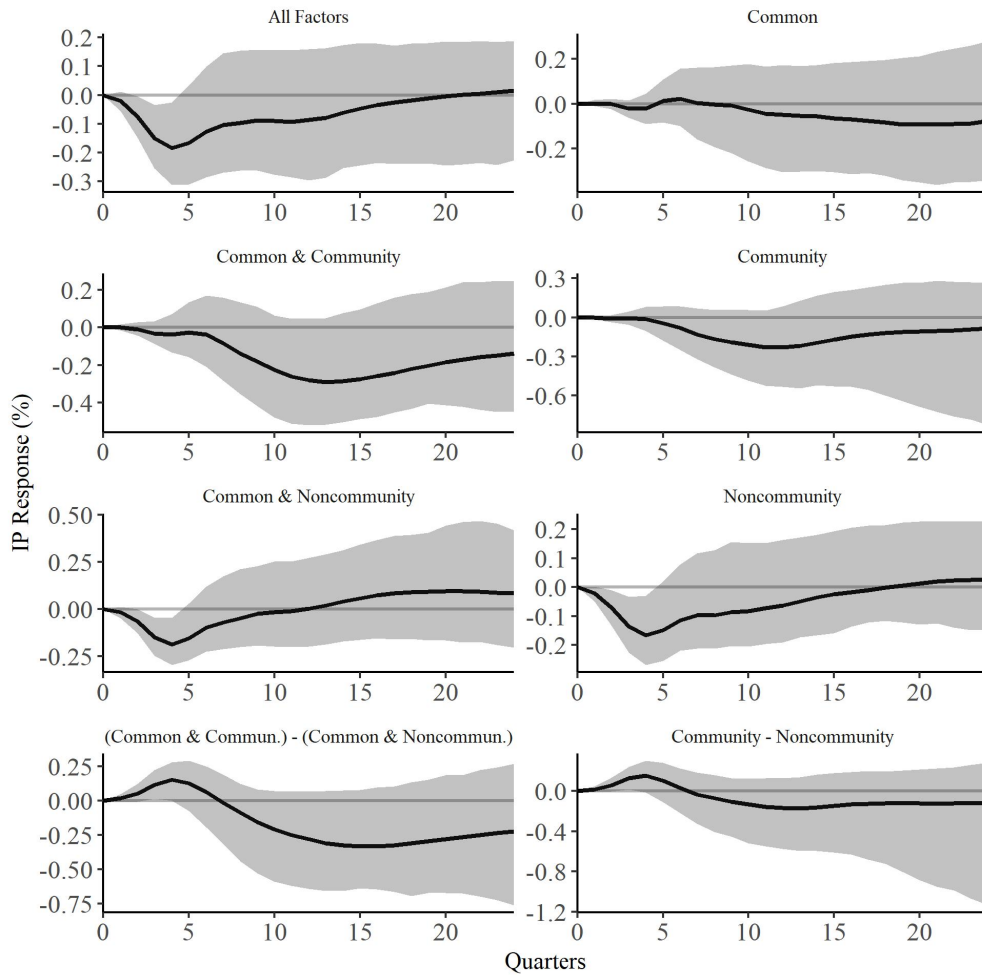 All Factors
0.2
0.1
0.0
-0.1
-0.2
-0.3
0 5 10 15 20
Common
0.2
0.0
-0.2
0 5 10 15 20
Common & Community
0.2
0.0
-0.2
-0.4
0 5 10 15 20
Community
0.3
0.0
-0.3
-0.6
0 5 10 15 20
Common & Noncommunity
0.50
0.25
0.00
-0.25
0 5 10 15 20
Noncommunity
0.2
0.1
0.0
-0.1
-0.2
0 5 10 15 20
(Common & Commun.) - (Common & Noncommun.)
0.25
0.00
-0.25
-0.50
-0.75
0 5 10 15 20
Community - Noncommunity
0.0
-0.4
-0.8
-1.2
0 5 10 15 20
IP Response (%)
Quarters